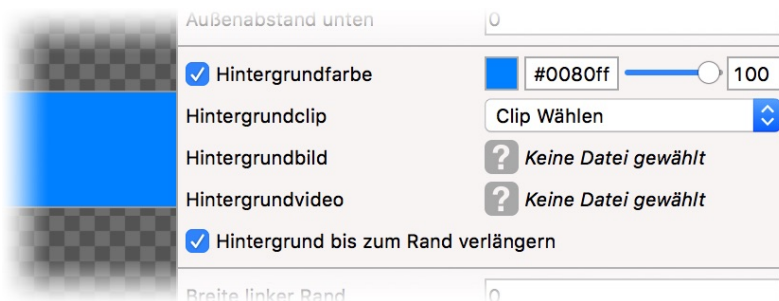 Außenabstand unten 0
Hintergrundfarbe #0080ff 100
Hintergrundclip Clip Wählen
Hintergrundbild ? Keine Datei gewählt
Hintergrundvideo ? Keine Datei gewählt
Hintergrund bis zum Rand verlängern
Breite linker Rand 0